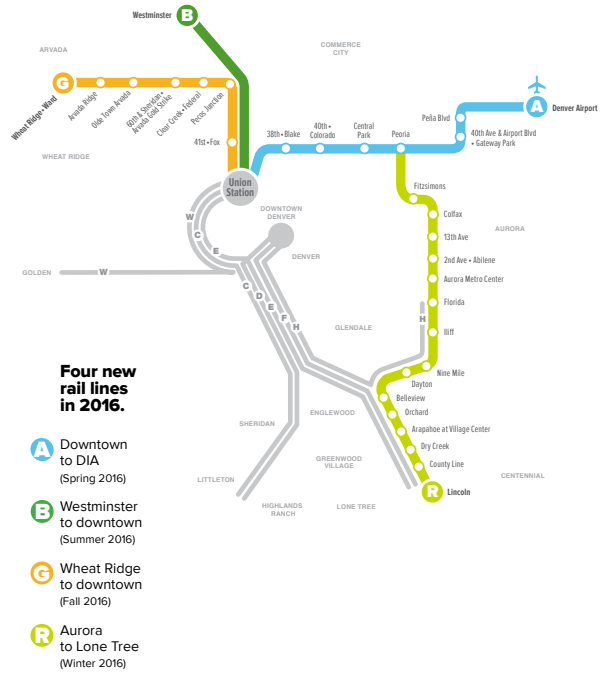 Westminster
B
ARVADA
COMMERCE
CITY
G
Wheat Ridge • Ward
Arvada Ridge
Olde Town Arvada
60th & Sheridan •
Arvada Gold Strike
Clear Creek • Federal
Pecos Junction
41st • Fox
WHEAT RIDGE
A
Denver Airport
Peña Blvd
40th Ave & Airport Blvd
• Gateway Park
38th • Blake
40th •
Colorado
Central
Park
Peoria
Union
Station
Fitzsimons
DOWNTOWN
DENVER
W
C
E
Colfax
AURORA
13th Ave
DENVER
2nd Ave • Abilene
GOLDEN
W
Aurora Metro Center
C
D
E
F
H
Florida
H
GLENDALE
Iliff
Nine Mile
Dayton
Belleview
ENGLEWOOD
Orchard
SHERIDAN
Arapahoe at Village Center
Dry Creek
GREENWOOD
VILLAGE
County Line
LITTLETON
CENTENNIAL
R
Lincoln
HIGHLANDS
RANCH
LONE TREE
Four new
rail lines
in 2016.
A
Downtown
to DIA
(Spring 2016)
B
Westminster
to downtown
(Summer 2016)
G
Wheat Ridge
to downtown
(Fall 2016)
R
Aurora
to Lone Tree
(Winter 2016)